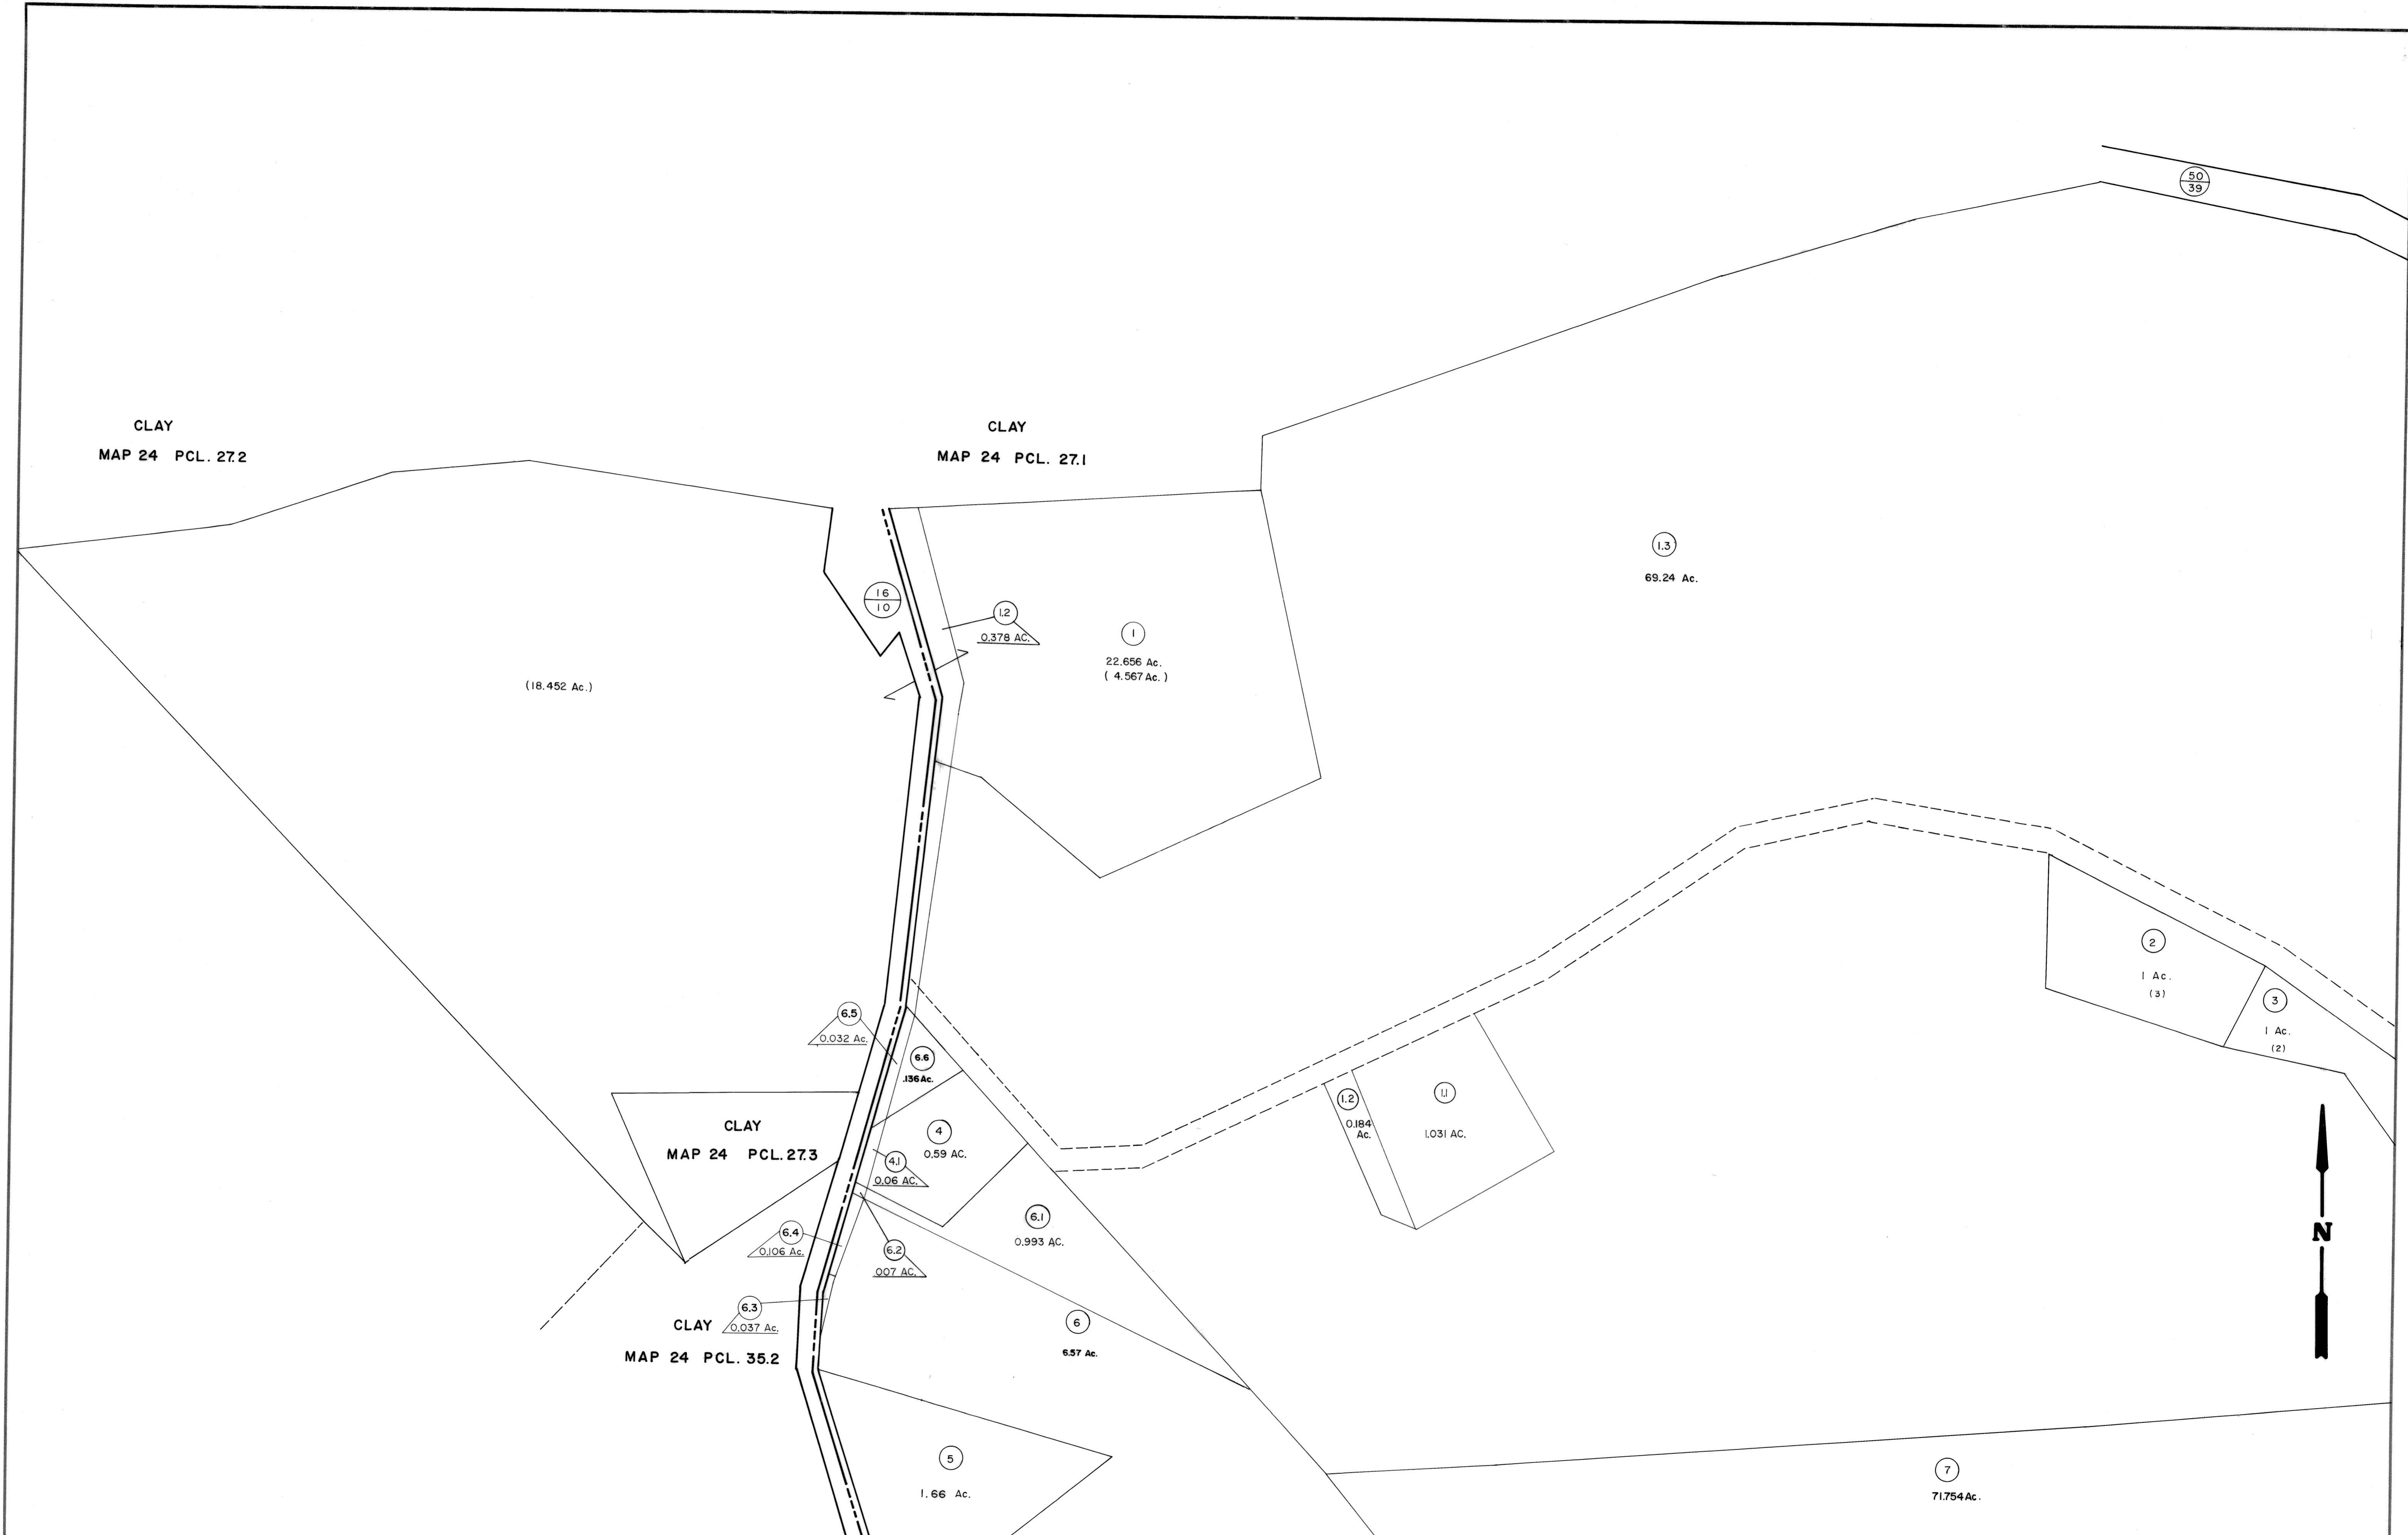 50
39
CLAY
MAP 24 PCL. 27.2
CLAY
MAP 24 PCL. 27.1
1.3
69.24 Ac.
16
10
1.2
0.378 AC.
1
22.656 Ac.
( 4.567 Ac. )
(18.452 Ac.)
2
1 Ac.
(3)
3
1 Ac.
(2)
6.5
0.032 Ac.
6.6
.136 Ac.
1.2
0.184
Ac.
1.1
1.031 AC.
CLAY
MAP 24 PCL. 27.3
4
0.59 AC.
4.1
0.06 AC.
6.1
0.993 AC.
6.4
0.106 Ac.
6.2
.007 AC.
N
6.3
0.037 Ac.
CLAY
MAP 24 PCL. 35.2
6
6.57 Ac.
5
1.66 Ac.
7
71.754 Ac.